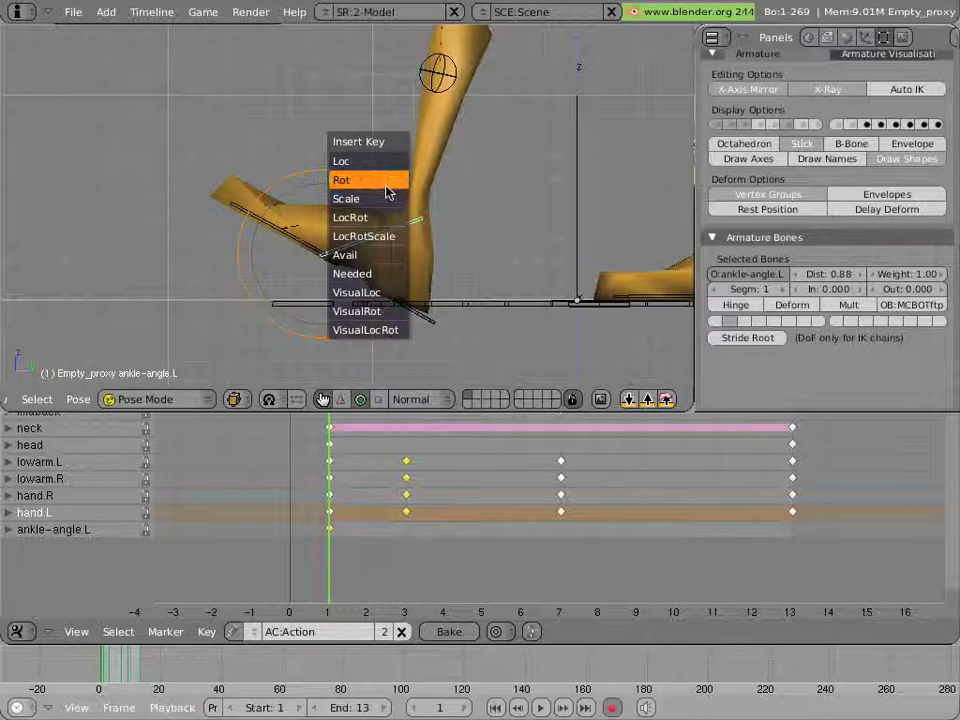 File Add Timeline Game Render Help SR:2-Model SCE:Scene www.blender.org 244 Bo:1-269 | Mem:9.01M Empty_proxy
Panels
Armature Armature Visualisati
Editing Options
X-Axis Mirror X-Ray Auto IK
Display Options
Octahedron Stick B-Bone Envelope
Draw Axes Draw Names Draw Shapes
Deform Options
Vertex Groups Envelopes
Rest Position Delay Deform
Armature Bones
Selected Bones
O:ankle-angle.L Dist: 0.88 Weight: 1.00
Segm: 1 In: 0.000 Out: 0.000
Hinge Deform Mult OB:MCBOTftp
Stride Root (DoF only for IK chains)
z
Insert Key
Loc
Rot
Scale
LocRot
LocRotScale
Avail
Needed
VisualLoc
VisualRot
VisualLocRot
z
(1) Empty_proxy ankle-angle.L
Select Pose Pose Mode Normal
neck
head
lowarm.L
lowarm.R
hand.R
hand.L
ankle-angle.L
-4 -3 -2 -1 0 1 2 3 4 5 6 7 8 9 10 11 12 13 14 15 16
View Select Marker Key AC:Action 2 Bake
-20 0 20 40 60 80 100 120 140 160 180 200 220 240 260 280
View Frame Playback Pr Start: 1 End: 13 1